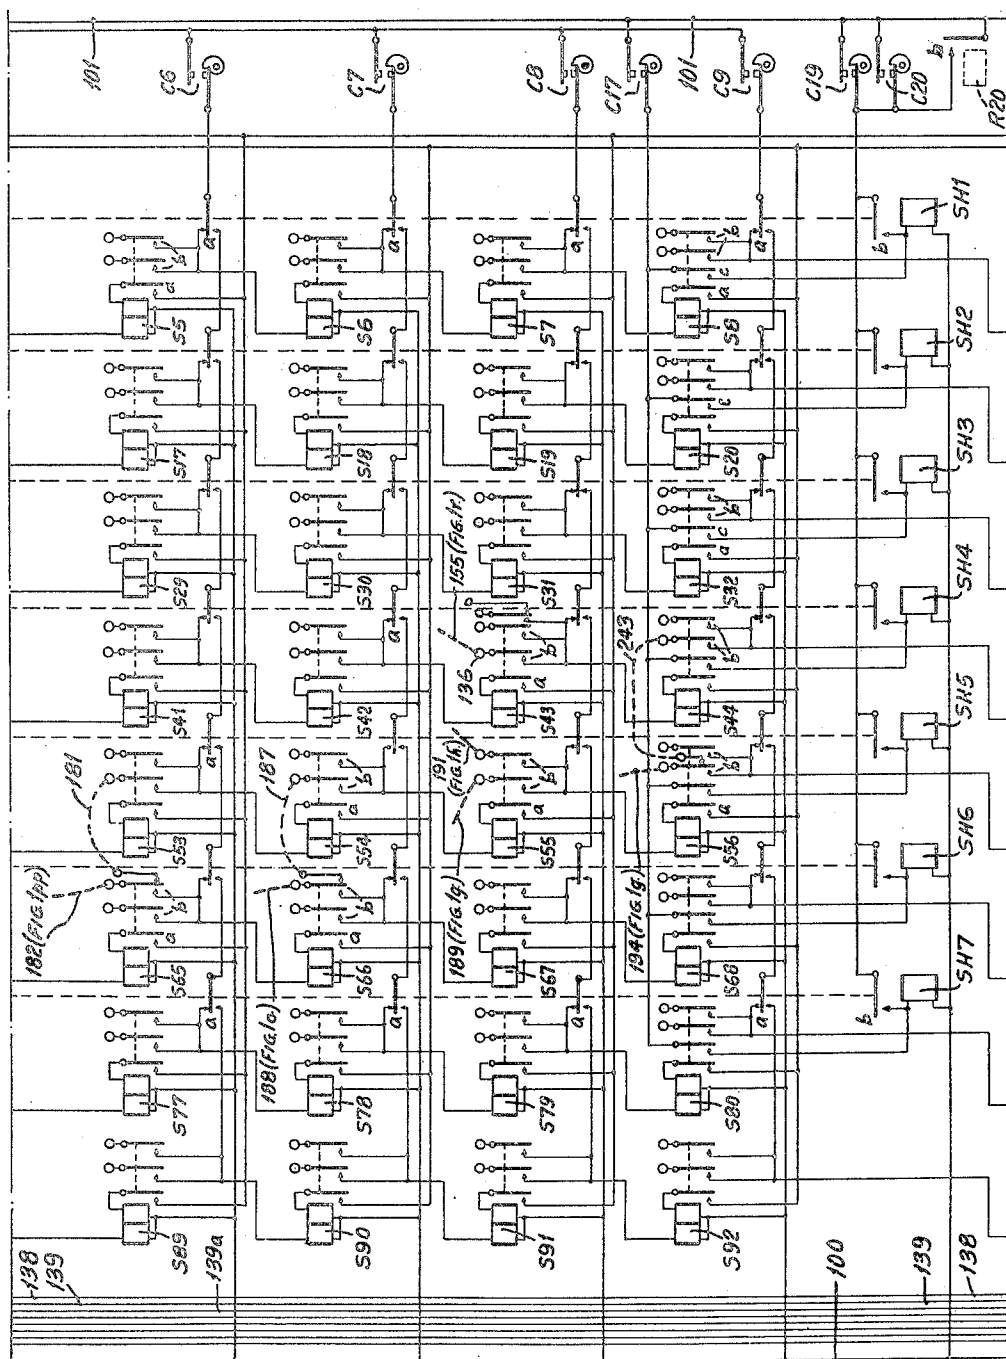 101
C6
C7
C8
C17
101
C9
C19
C20
b
R20
a
a
a
a
b
SH1
a
b
S5
S6
S7
a
c
b
S8
SH2
S17
S18
S19
c
S20
SH3
155 (FIG. 1r.)
S29
S30
S31
a
c
b
S32
SH4
a
136
b
a
243
b
S41
S42
S43
S44
SH5
181
a
187
b
a
191 (FIG. 1h)
b
a
b
a
S53
S54
S55
S56
SH6
182 (FIG. 1pp)
b
a
188 (FIG. 1o)
b
a
189 (FIG. 1g)
194 (FIG. 1g)
S65
S66
S67
S68
SH7
a
a
a
a
b
S77
S78
S79
S80
S89
S90
S91
S92
138
139
139a
100
139
138